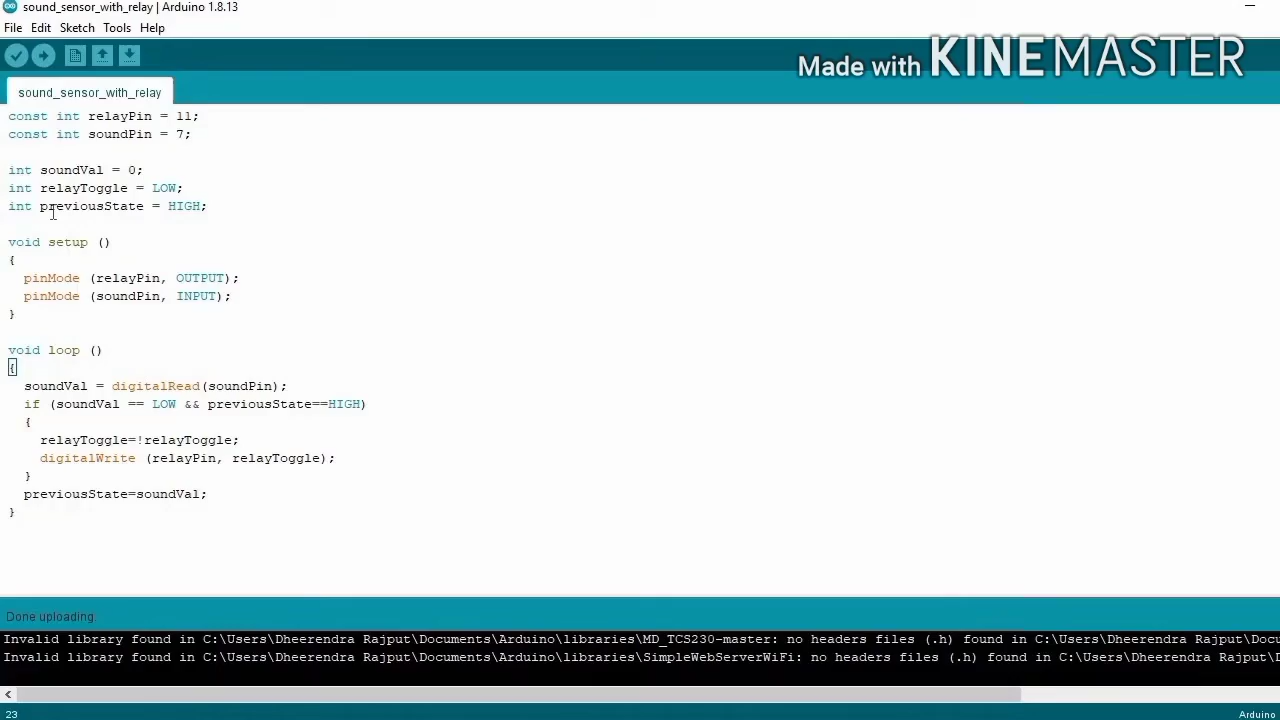 sound_sensor_with_relay | Arduino 1.8.13
File Edit Sketch Tools Help
Made with KINEMASTER
sound_sensor_with_relay
const int relayPin = 11;
const int soundPin = 7;
int soundVal = 0;
int relayToggle = LOW;
int previousState = HIGH;
void setup ()
{
pinMode (relayPin, OUTPUT);
pinMode (soundPin, INPUT);
}
void loop ()
{
soundVal = digitalRead(soundPin);
if (soundVal == LOW && previousState==HIGH)
{
relayToggle=!relayToggle;
digitalWrite (relayPin, relayToggle);
}
previousState=soundVal;
}
Done uploading.
Invalid library found in C:\Users\Dheerendra Rajput\Documents\Arduino\libraries\MD_TCS230-master: no headers files (.h) found in C:\Users\Dheerendra Rajput\Docu
Invalid library found in C:\Users\Dheerendra Rajput\Documents\Arduino\libraries\SimpleWebServerWiFi: no headers files (.h) found in C:\Users\Dheerendra Rajput\D
23
Arduino